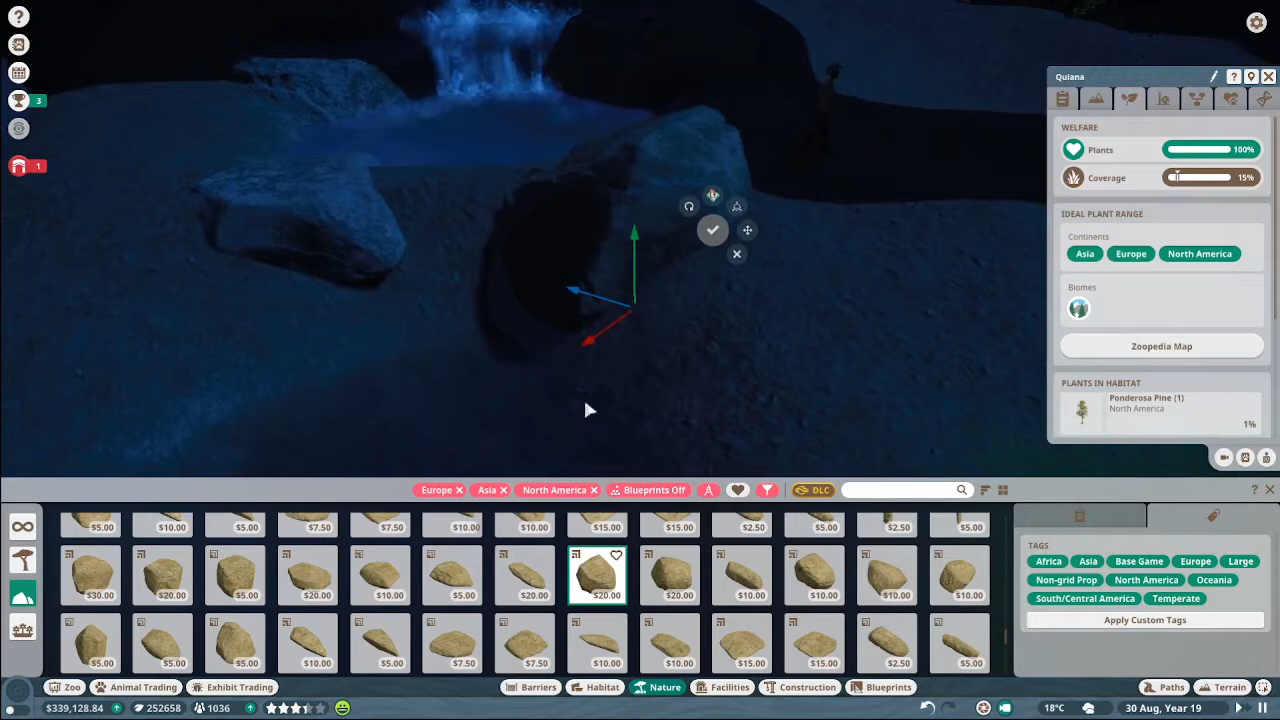 ?
3
1
Quiana
?
WELFARE
Plants
100%
Coverage
15%
IDEAL PLANT RANGE
Continents
Asia
Europe
North America
Biomes
Zoopedia Map
PLANTS IN HABITAT
Ponderosa Pine (1)
North America
1%
Europe
Asia
North America
Blueprints Off
DLC
?
$5.00 $10.00 $5.00 $7.50 $7.50 $10.00 $10.00 $15.00 $15.00 $2.50 $5.00 $5.00 $5.00
$30.00 $20.00 $5.00 $20.00 $10.00 $5.00 $20.00 $20.00 $20.00 $10.00 $10.00 $10.00 $10.00
$5.00 $5.00 $5.00 $10.00 $5.00 $7.50 $7.50 $10.00 $10.00 $15.00 $15.00 $2.50 $5.00
TAGS
Africa Asia Base Game Europe Large
Non-grid Prop North America Oceania
South/Central America Temperate
Apply Custom Tags
Zoo Animal Trading Exhibit Trading Barriers Habitat Nature Facilities Construction Blueprints Paths Terrain
$339,128.84 252658 1036 18°C 30 Aug, Year 19